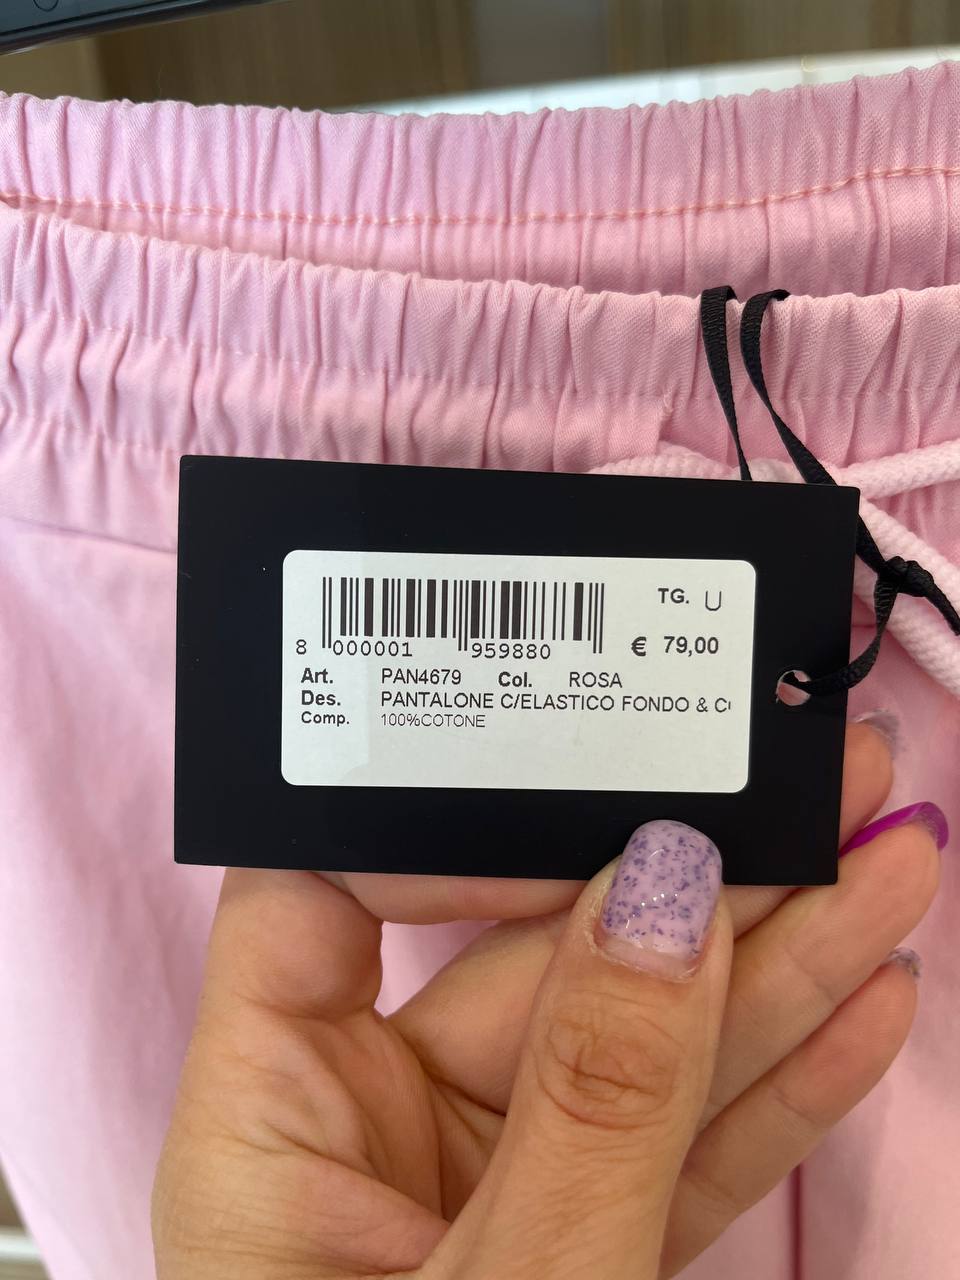 TG. U
€ 79,00
8 000001 959880
Art. PAN4679 Col. ROSA
Des. PANTALONE C/ELASTICO FONDO & C
Comp. 100%COTONE